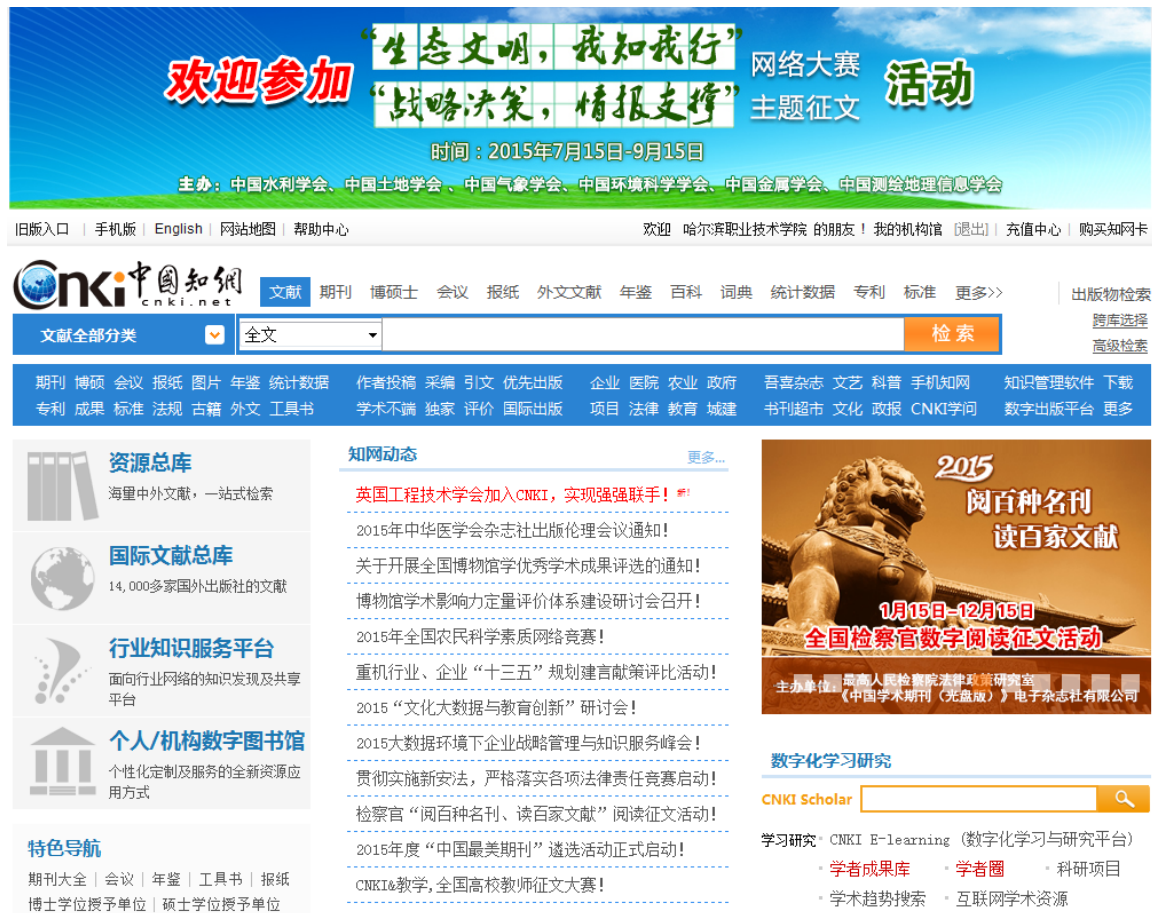 欢迎参加 “生态文明，我知我行” 网络大赛 活动
“战略决策，情报支撑” 主题征文
时间：2015年7月15日-9月15日
主办：中国水利学会、中国土地学会 、中国气象学会、中国环境科学学会、中国金属学会、中国测绘地理信息学会
旧版入口 | 手机版 | English | 网站地图 | 帮助中心 欢迎 哈尔滨职业技术学院 的朋友！我的机构馆 [退出] | 充值中心 | 购买知网卡
Cnki中國知網
cnki.net
文献 期刊 博硕士 会议 报纸 外文文献 年鉴 百科 词典 统计数据 专利 标准 更多>> 出版物检索
文献全部分类 全文 检索 跨库选择
高级检索
期刊 博硕 会议 报纸 图片 年鉴 统计数据 作者投稿 采编 引文 优先出版 企业 医院 农业 政府 吾喜杂志 文艺 科普 手机知网 知识管理软件 下载
专利 成果 标准 法规 古籍 外文 工具书 学术不端 独家 评价 国际出版 项目 法律 教育 城建 书刊超市 文化 政报 CNKI学问 数字出版平台 更多
资源总库
海量中外文献，一站式检索
国际文献总库
14,000多家国外出版社的文献
行业知识服务平台
面向行业网络的知识发现及共享
平台
个人/机构数字图书馆
个性化定制及服务的全新资源应
用方式
特色导航
期刊大全 | 会议 | 年鉴 | 工具书 | 报纸
博士学位授予单位 | 硕士学位授予单位
知网动态 更多...
英国工程技术学会加入CNKI，实现强强联手！新!
2015年中华医学会杂志社出版伦理会议通知!
关于开展全国博物馆学优秀学术成果评选的通知!
博物馆学术影响力定量评价体系建设研讨会召开!
2015年全国农民科学素质网络竞赛!
重机行业、企业“十三五”规划建言献策评比活动!
2015“文化大数据与教育创新”研讨会!
2015大数据环境下企业战略管理与知识服务峰会!
贯彻实施新安法，严格落实各项法律责任竞赛启动!
检察官“阅百种名刊、读百家文献”阅读征文活动!
2015年度“中国最美期刊”遴选活动正式启动!
CNKI&教学,全国高校教师征文大赛!
2015
阅百种名刊
读百家文献
1月15日-12月15日
全国检察官数字阅读征文活动
主办单位：最高人民检察院法律政策研究室
《中国学术期刊（光盘版）》电子杂志社有限公司
数字化学习研究
CNKI Scholar
学习研究 CNKI E-learning (数字化学习与研究平台)
学者成果库 学者圈 科研项目
学术趋势搜索 互联网学术资源